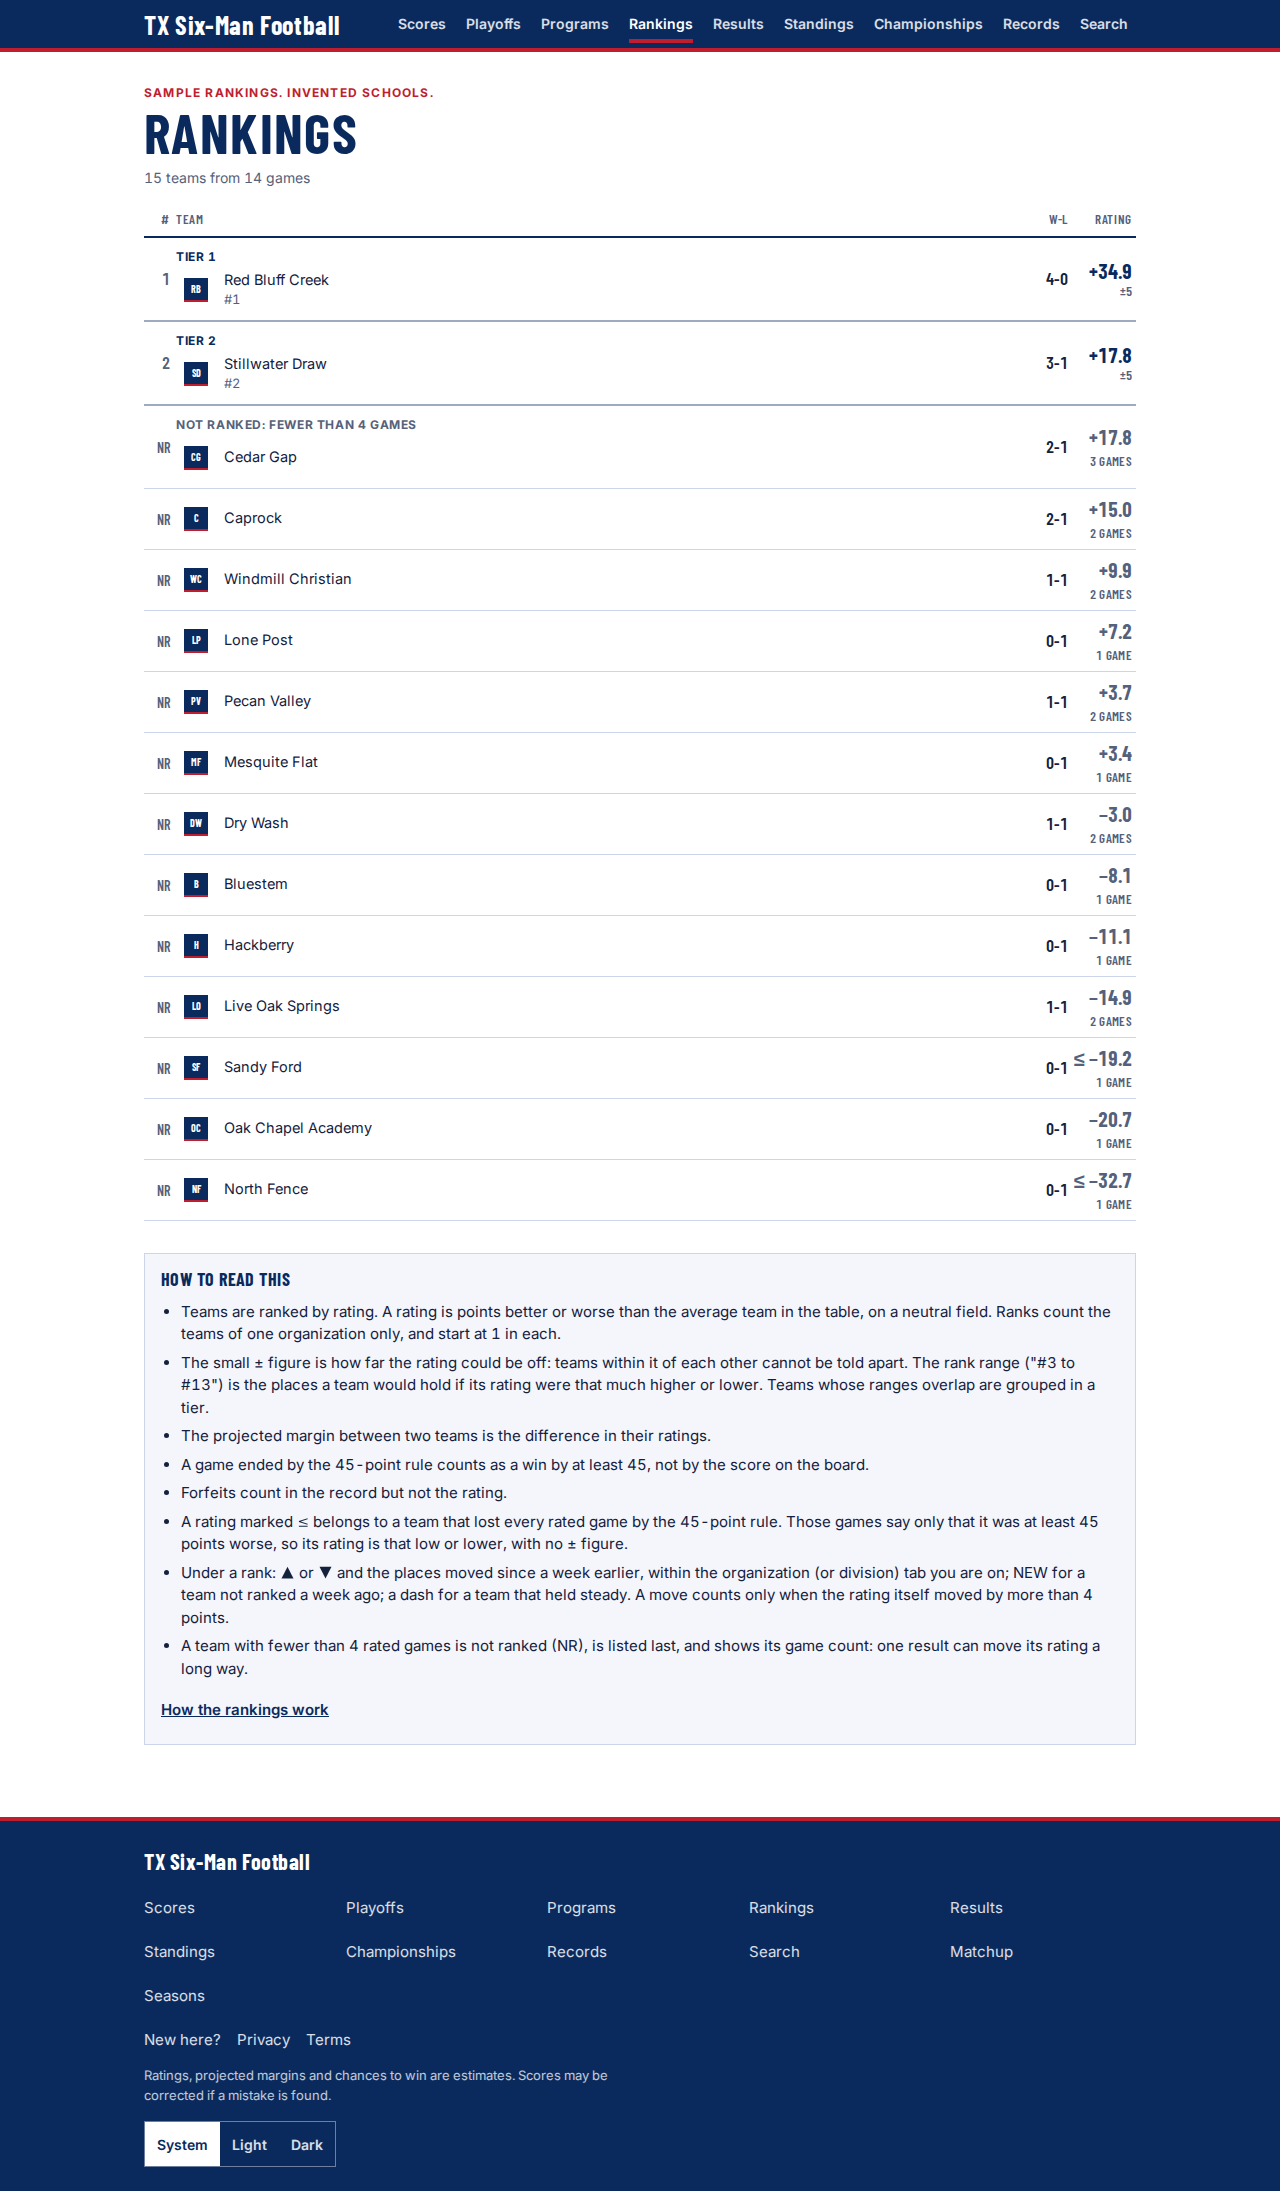 TX Six-Man Football Scores Playoffs Programs Rankings Results Standings Championships Records Search
SAMPLE RANKINGS. INVENTED SCHOOLS.
RANKINGS
15 teams from 14 games
# TEAM W-L RATING
TIER 1
1 RB Red Bluff Creek 4-0 +34.9
#1 ±5
TIER 2
2 SD Stillwater Draw 3-1 +17.8
#2 ±5
NOT RANKED: FEWER THAN 4 GAMES
NR CG Cedar Gap 2-1 +17.8
3 GAMES
NR C Caprock 2-1 +15.0
2 GAMES
NR WC Windmill Christian 1-1 +9.9
2 GAMES
NR LP Lone Post 0-1 +7.2
1 GAME
NR PV Pecan Valley 1-1 +3.7
2 GAMES
NR MF Mesquite Flat 0-1 +3.4
1 GAME
NR DW Dry Wash 1-1 −3.0
2 GAMES
NR B Bluestem 0-1 −8.1
1 GAME
NR H Hackberry 0-1 −11.1
1 GAME
NR LO Live Oak Springs 1-1 −14.9
2 GAMES
NR SF Sandy Ford 0-1 ≤ −19.2
1 GAME
NR OC Oak Chapel Academy 0-1 −20.7
1 GAME
NR NF North Fence 0-1 ≤ −32.7
1 GAME
HOW TO READ THIS
• Teams are ranked by rating. A rating is points better or worse than the average team in the table, on a neutral field. Ranks count the
teams of one organization only, and start at 1 in each.
• The small ± figure is how far the rating could be off: teams within it of each other cannot be told apart. The rank range ("#3 to
#13") is the places a team would hold if its rating were that much higher or lower. Teams whose ranges overlap are grouped in a
tier.
• The projected margin between two teams is the difference in their ratings.
• A game ended by the 45-point rule counts as a win by at least 45, not by the score on the board.
• Forfeits count in the record but not the rating.
• A rating marked ≤ belongs to a team that lost every rated game by the 45-point rule. Those games say only that it was at least 45
points worse, so its rating is that low or lower, with no ± figure.
• Under a rank: ▲ or ▼ and the places moved since a week earlier, within the organization (or division) tab you are on; NEW for a
team not ranked a week ago; a dash for a team that held steady. A move counts only when the rating itself moved by more than 4
points.
• A team with fewer than 4 rated games is not ranked (NR), is listed last, and shows its game count: one result can move its rating a
long way.
How the rankings work
TX Six-Man Football
Scores Playoffs Programs Rankings Results
Standings Championships Records Search Matchup
Seasons
New here? Privacy Terms
Ratings, projected margins and chances to win are estimates. Scores may be
corrected if a mistake is found.
System Light Dark